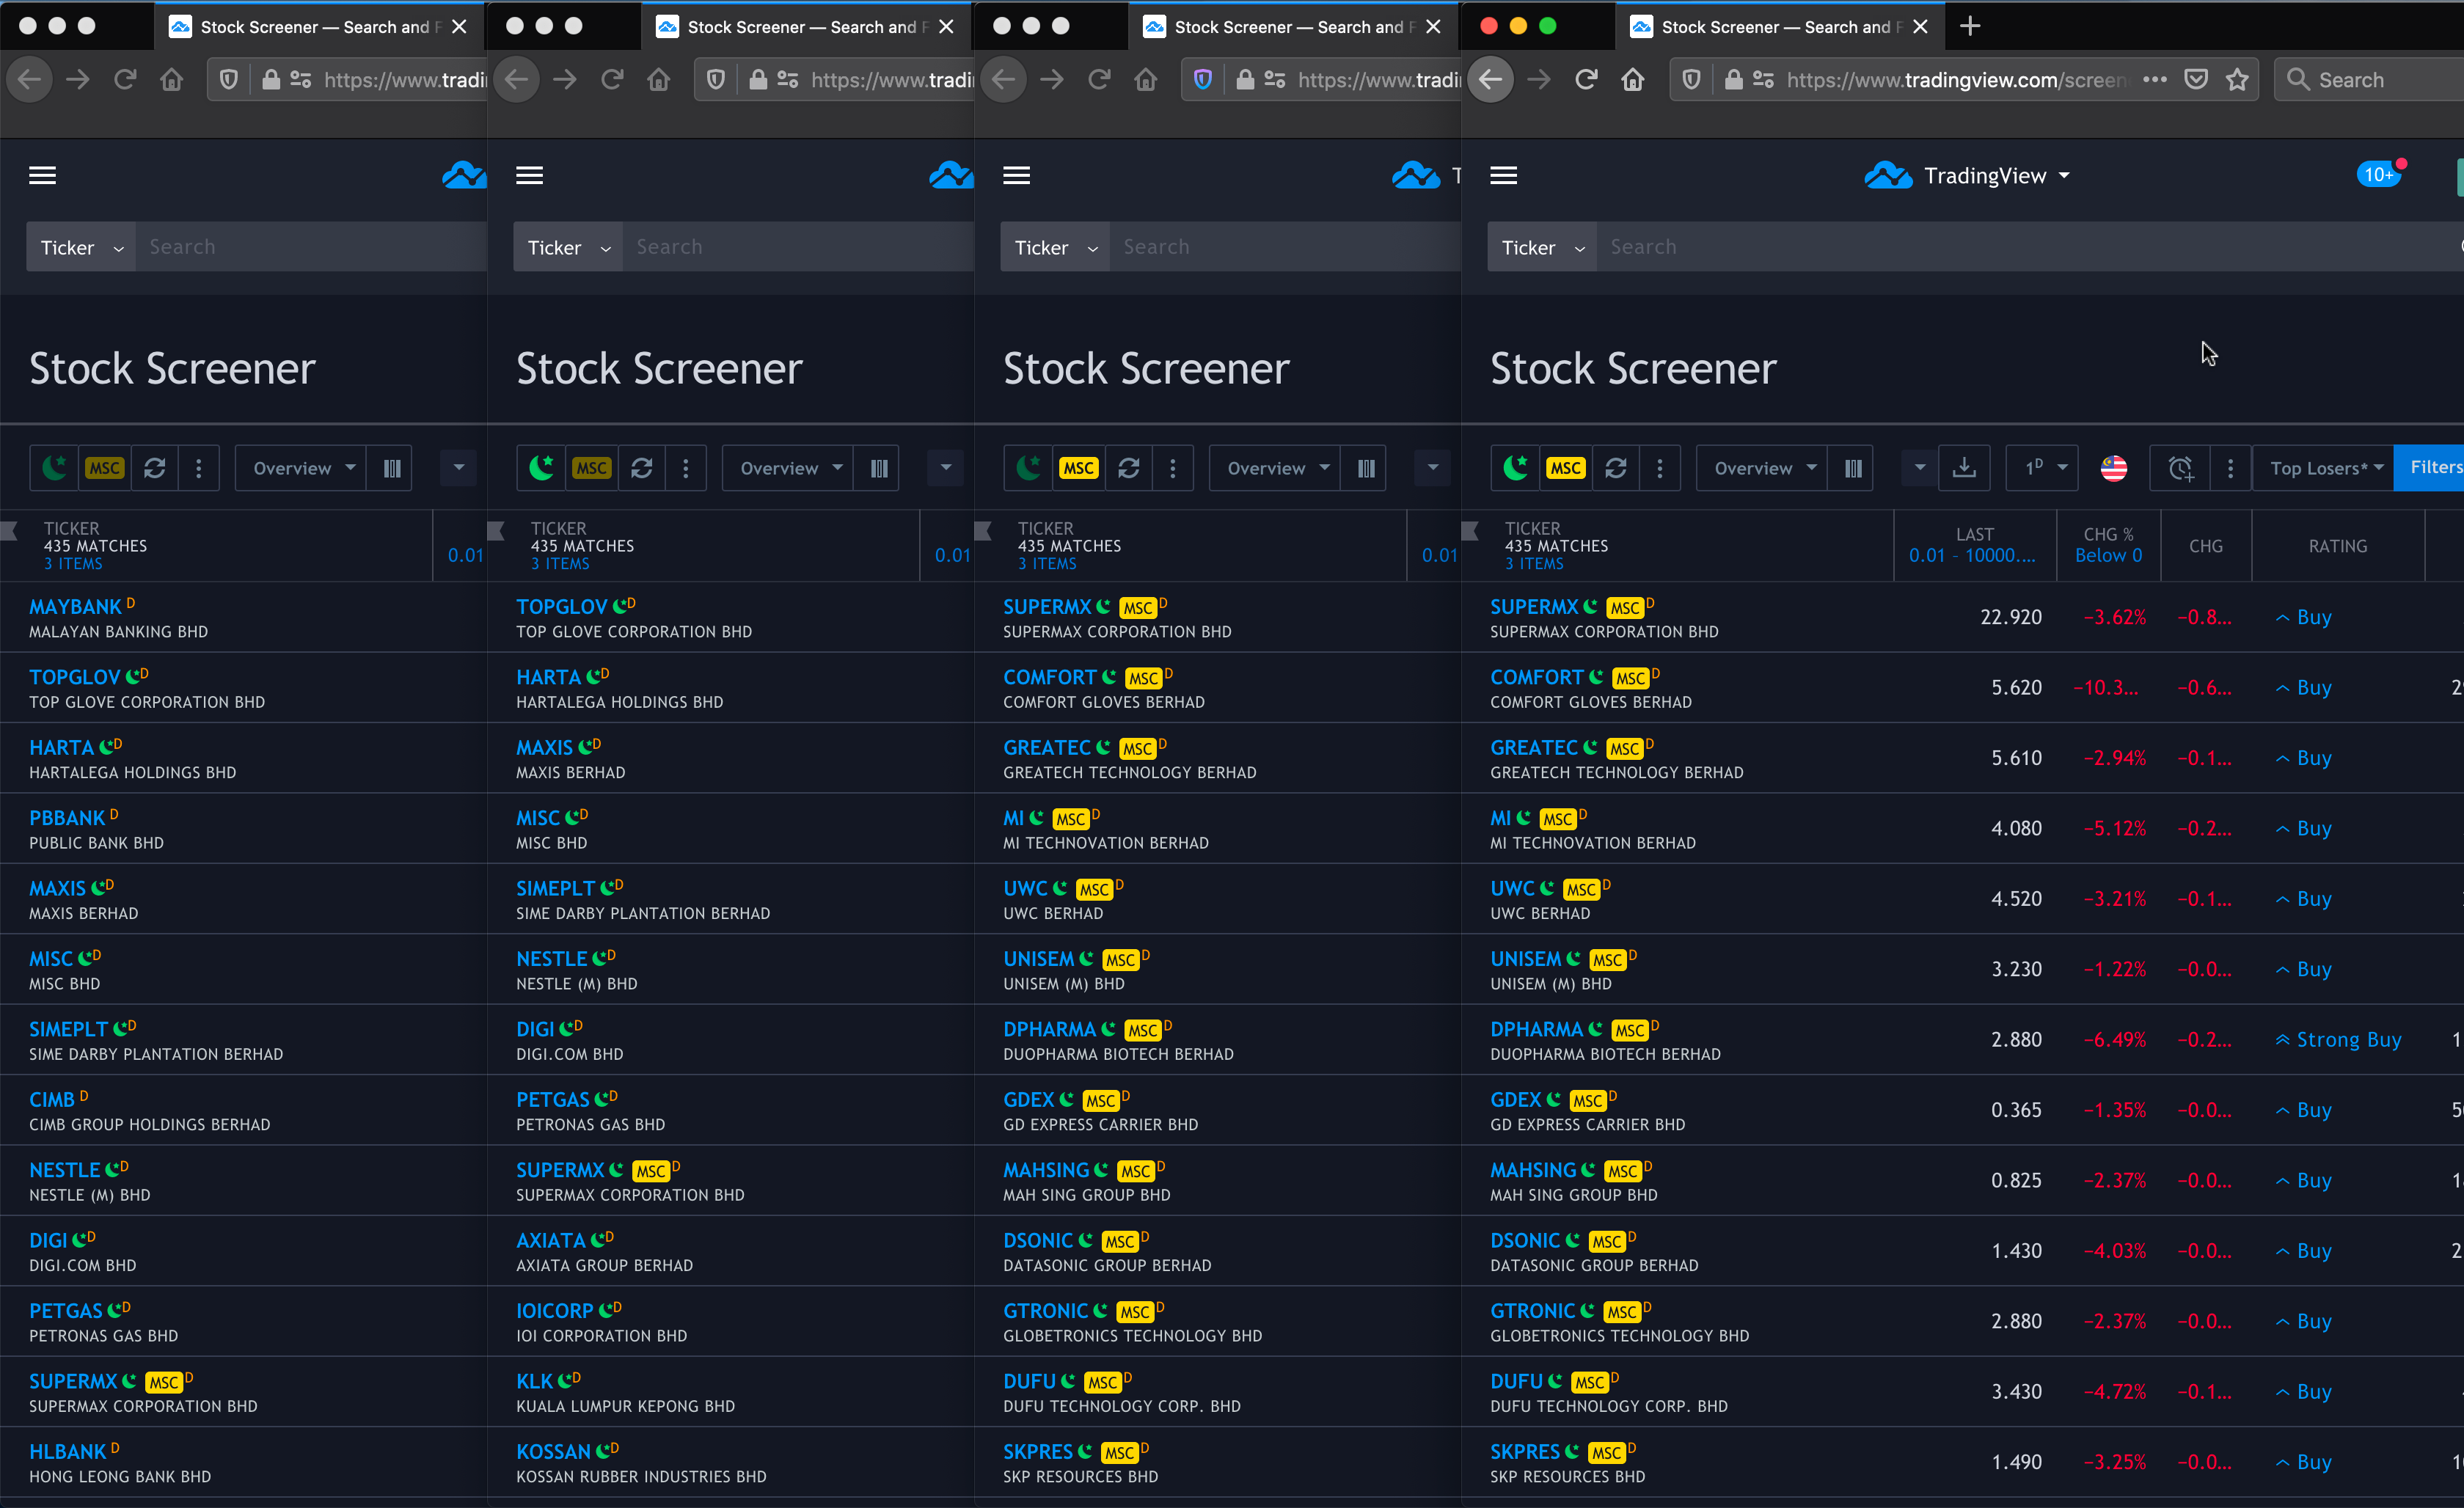 Stock Screener — Search and F
https://www.tradi
Ticker
Search
Stock Screener
MSC
Overview
TICKER
435 MATCHES
3 ITEMS
0.01
MAYBANK D
MALAYAN BANKING BHD
TOPGLOV D
TOP GLOVE CORPORATION BHD
HARTA D
HARTALEGA HOLDINGS BHD
PBBANK D
PUBLIC BANK BHD
MAXIS D
MAXIS BERHAD
MISC D
MISC BHD
SIMEPLT D
SIME DARBY PLANTATION BERHAD
CIMB D
CIMB GROUP HOLDINGS BERHAD
NESTLE D
NESTLE (M) BHD
DIGI D
DIGI.COM BHD
PETGAS D
PETRONAS GAS BHD
SUPERMX MSC D
SUPERMAX CORPORATION BHD
HLBANK D
HONG LEONG BANK BHD
Stock Screener — Search and F
https://www.tradi
Ticker
Search
Stock Screener
MSC
Overview
TICKER
435 MATCHES
3 ITEMS
0.01
TOPGLOV D
TOP GLOVE CORPORATION BHD
HARTA D
HARTALEGA HOLDINGS BHD
MAXIS D
MAXIS BERHAD
MISC D
MISC BHD
SIMEPLT D
SIME DARBY PLANTATION BERHAD
NESTLE D
NESTLE (M) BHD
DIGI D
DIGI.COM BHD
PETGAS D
PETRONAS GAS BHD
SUPERMX MSC D
SUPERMAX CORPORATION BHD
AXIATA D
AXIATA GROUP BERHAD
IOICORP D
IOI CORPORATION BHD
KLK D
KUALA LUMPUR KEPONG BHD
KOSSAN D
KOSSAN RUBBER INDUSTRIES BHD
Stock Screener — Search and F
https://www.tradi
T
Ticker
Search
Stock Screener
MSC
Overview
TICKER
435 MATCHES
3 ITEMS
0.01
SUPERMX MSC D
SUPERMAX CORPORATION BHD
COMFORT MSC D
COMFORT GLOVES BERHAD
GREATEC MSC D
GREATECH TECHNOLOGY BERHAD
MI MSC D
MI TECHNOVATION BERHAD
UWC MSC D
UWC BERHAD
UNISEM MSC D
UNISEM (M) BHD
DPHARMA MSC D
DUOPHARMA BIOTECH BERHAD
GDEX MSC D
GD EXPRESS CARRIER BHD
MAHSING MSC D
MAH SING GROUP BHD
DSONIC MSC D
DATASONIC GROUP BERHAD
GTRONIC MSC D
GLOBETRONICS TECHNOLOGY BHD
DUFU MSC D
DUFU TECHNOLOGY CORP. BHD
SKPRES MSC D
SKP RESOURCES BHD
Stock Screener — Search and F
https://www.tradingview.com/screen
Search
TradingView
10+
Ticker
Search
Stock Screener
MSC
Overview
1D
Top Losers*
Filters
TICKER
435 MATCHES
3 ITEMS
LAST
0.01 - 10000....
CHG %
Below 0
CHG
RATING
SUPERMX MSC D
SUPERMAX CORPORATION BHD
22.920 −3.62% −0.8... Buy
COMFORT MSC D
COMFORT GLOVES BERHAD
5.620 −10.3... −0.6... Buy
GREATEC MSC D
GREATECH TECHNOLOGY BERHAD
5.610 −2.94% −0.1... Buy
MI MSC D
MI TECHNOVATION BERHAD
4.080 −5.12% −0.2... Buy
UWC MSC D
UWC BERHAD
4.520 −3.21% −0.1... Buy
UNISEM MSC D
UNISEM (M) BHD
3.230 −1.22% −0.0... Buy
DPHARMA MSC D
DUOPHARMA BIOTECH BERHAD
2.880 −6.49% −0.2... Strong Buy 1
GDEX MSC D
GD EXPRESS CARRIER BHD
0.365 −1.35% −0.0... Buy
MAHSING MSC D
MAH SING GROUP BHD
0.825 −2.37% −0.0... Buy
DSONIC MSC D
DATASONIC GROUP BERHAD
1.430 −4.03% −0.0... Buy 2
GTRONIC MSC D
GLOBETRONICS TECHNOLOGY BHD
2.880 −2.37% −0.0... Buy
DUFU MSC D
DUFU TECHNOLOGY CORP. BHD
3.430 −4.72% −0.1... Buy
SKPRES MSC D
SKP RESOURCES BHD
1.490 −3.25% −0.0... Buy